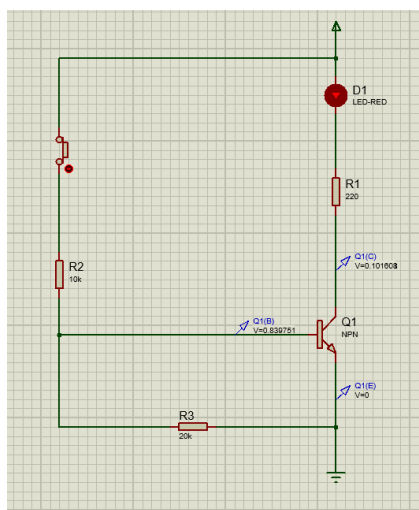 D1
LED-RED
R1
220
Q1(C)
V=0.101608
R2
10k
Q1(B)
V=0.839751
Q1
NPN
Q1(E)
V=0
R3
20k